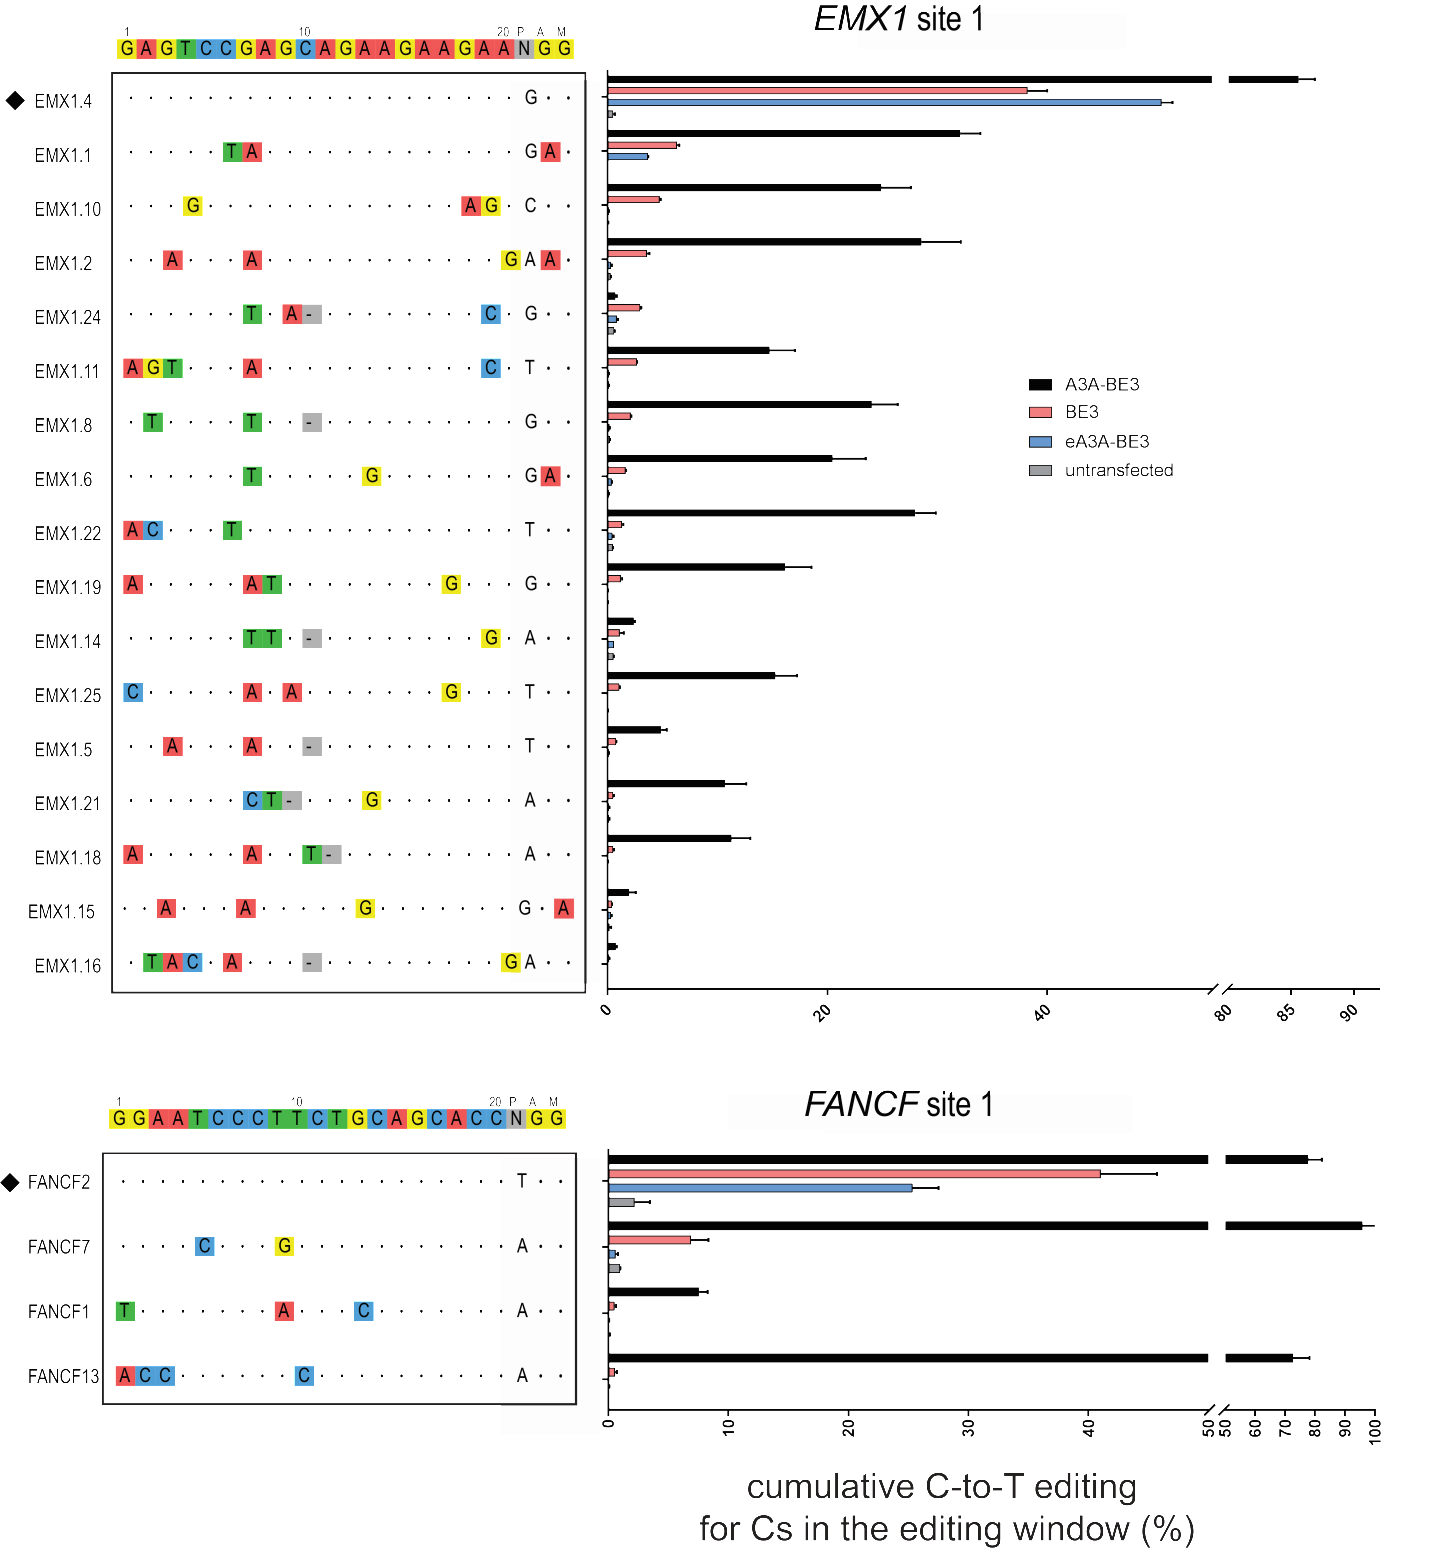 EMX1 site 1
1 10 20 P A M
G A G T C C G A G C A G A A G A A G A A N G G
EMX1.4 · · · · · · · · · · · · · · · · · · · · G · ·
EMX1.1 · · · · · T A · · · · · · · · · · · · · G A ·
EMX1.10 · · · G · · · · · · · · · · · · · A G · C · ·
EMX1.2 · · A · · · A · · · · · · · · · · · · G A A ·
EMX1.24 · · · · · · T · A - · · · · · · · · C · G · ·
EMX1.11 A G T · · · A · · · · · · · · · · · C · T · ·
EMX1.8 · T · · · · T · · - · · · · · · · · · · G · ·
EMX1.6 · · · · · · T · · · · · G · · · · · · · G A ·
EMX1.22 A C · · · T · · · · · · · · · · · · · · T · ·
EMX1.19 A · · · · · A T · · · · · · · · G · · · G · ·
EMX1.14 · · · · · · T T · - · · · · · · · · G · A · ·
EMX1.25 C · · · · · A · A · · · · · · · G · · · T · ·
EMX1.5 · · A · · · A · · - · · · · · · · · · · T · ·
EMX1.21 · · · · · · C T - · · · G · · · · · · · A · ·
EMX1.18 A · · · · · A · · T - · · · · · · · · · A · ·
EMX1.15 · · A · · · A · · · · · G · · · · · · · G · A
EMX1.16 · T A C · A · · · - · · · · · · · · · G A · ·
A3A-BE3
BE3
eA3A-BE3
untransfected
0 20 40 80 85 90
FANCF site 1
1 10 20 P A M
G G A A T C C C T T C T G C A G C A C C N G G
FANCF2 · · · · · · · · · · · · · · · · · · · · T · ·
FANCF7 · · · · C · · · G · · · · · · · · · · · A · ·
FANCF1 T · · · · · · · A · · · C · · · · · · · A · ·
FANCF13 A C C · · · · · · C · · · · · · · · · · A · ·
0 10 20 30 40 50 50 60 70 80 90 100
cumulative C-to-T editing
for Cs in the editing window (%)